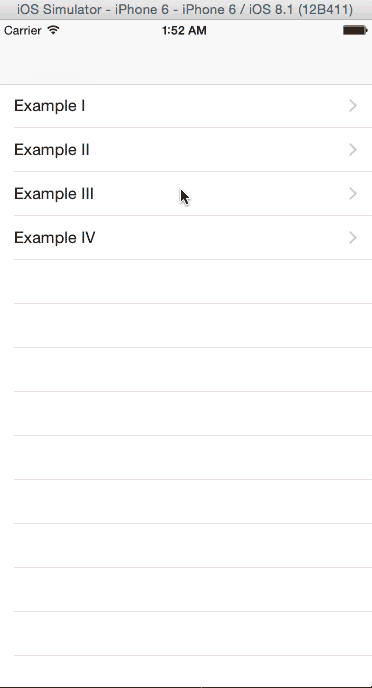 iOS Simulator - iPhone 6 - iPhone 6 / iOS 8.1 (12B411)
Carrier 1:52 AM
Example I
Example II
Example III
Example IV